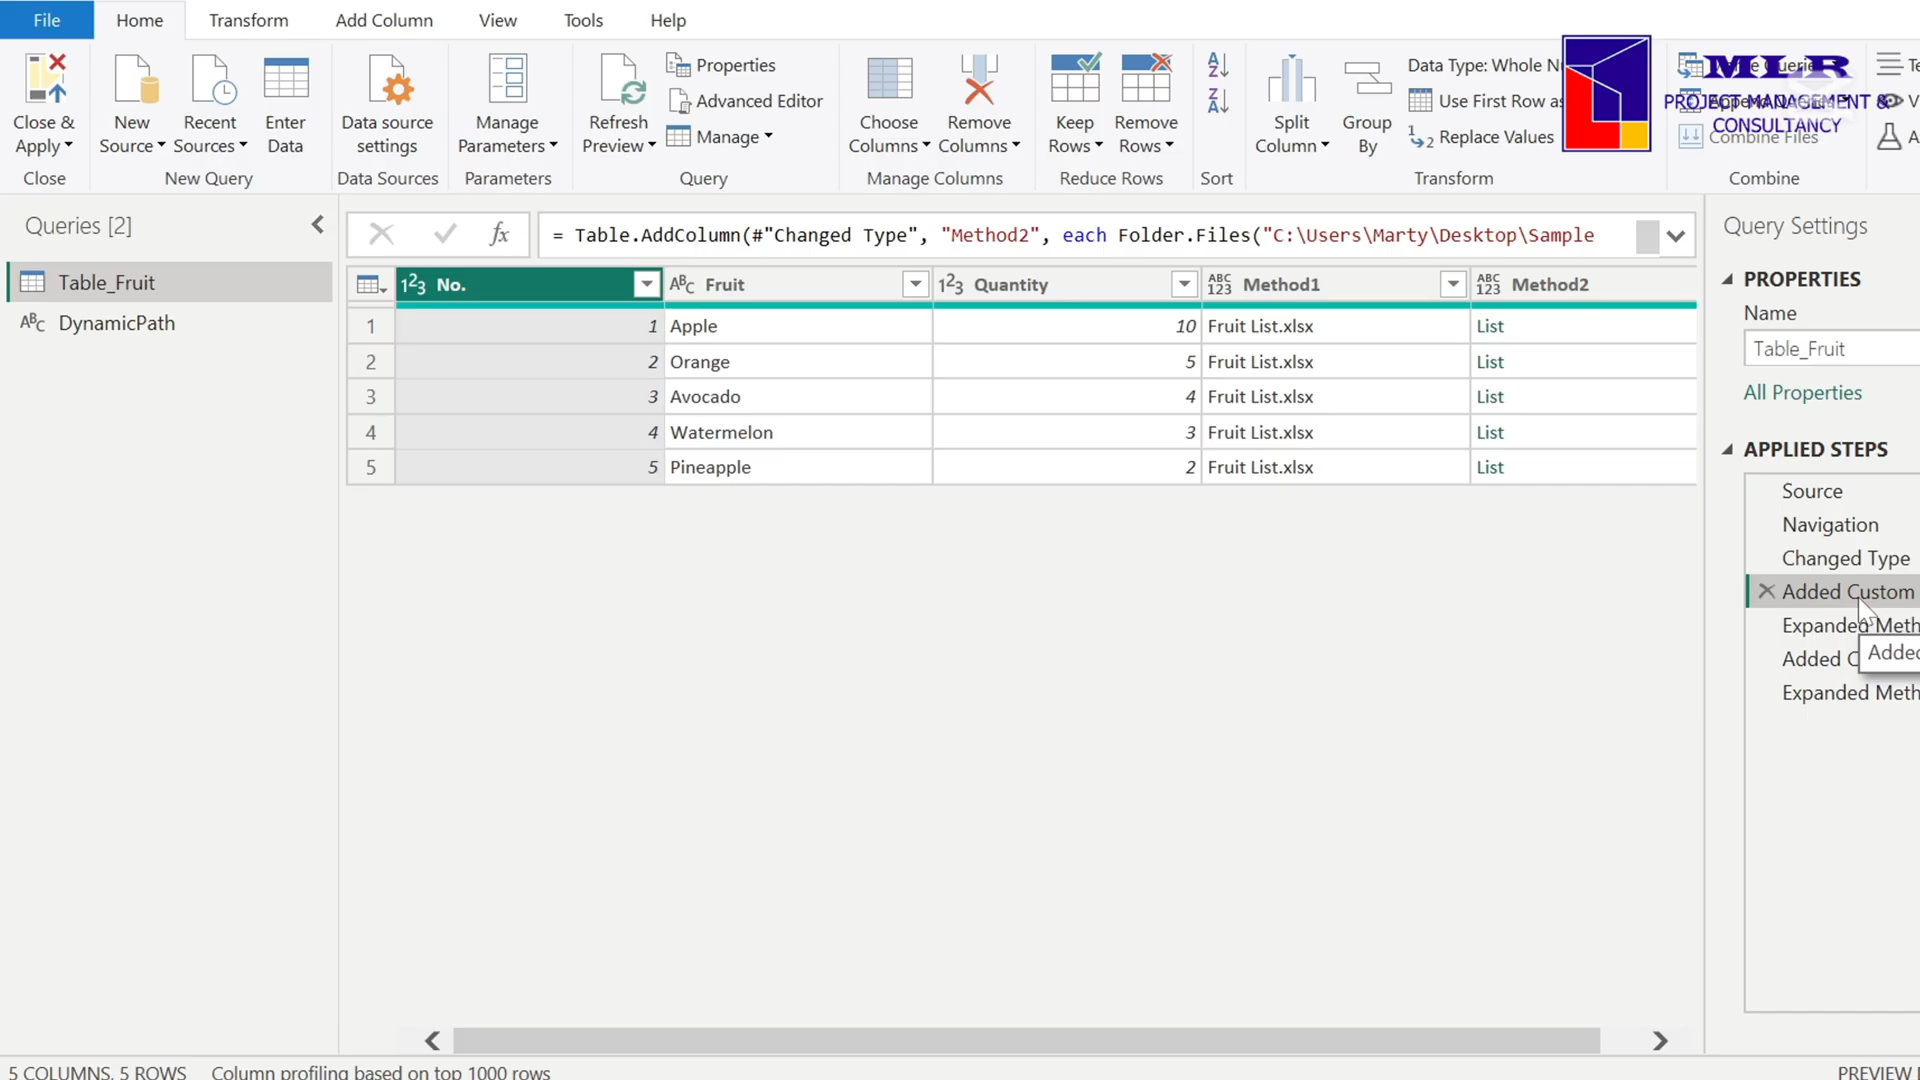 File Home Transform Add Column View Tools Help
Close & Apply
Close
New Source
Recent Sources
Enter Data
New Query
Data source settings
Data Sources
Manage Parameters
Parameters
Refresh Preview
Properties
Advanced Editor
Manage
Query
Choose Columns
Remove Columns
Manage Columns
Keep Rows
Remove Rows
Reduce Rows
Sort
Split Column
Group By
Data Type: Whole
Use First Row as
Replace Values
Transform
MLR
PROJECT MANAGEMENT &
CONSULTANCY
Combine Files
Combine
Queries [2]
Table_Fruit
DynamicPath
fx
= Table.AddColumn(#"Changed Type", "Method2", each Folder.Files("C:\Users\Marty\Desktop\Sample
No. Fruit Quantity Method1 Method2
1 1 Apple 10 Fruit List.xlsx List
2 2 Orange 5 Fruit List.xlsx List
3 3 Avocado 4 Fruit List.xlsx List
4 4 Watermelon 3 Fruit List.xlsx List
5 5 Pineapple 2 Fruit List.xlsx List
Query Settings
PROPERTIES
Name
Table_Fruit
All Properties
APPLIED STEPS
Source
Navigation
Changed Type
Added Custom
Expanded Meth
Added
Added
Expanded Meth
5 COLUMNS, 5 ROWS Column profiling based on top 1000 rows
PREVIEW